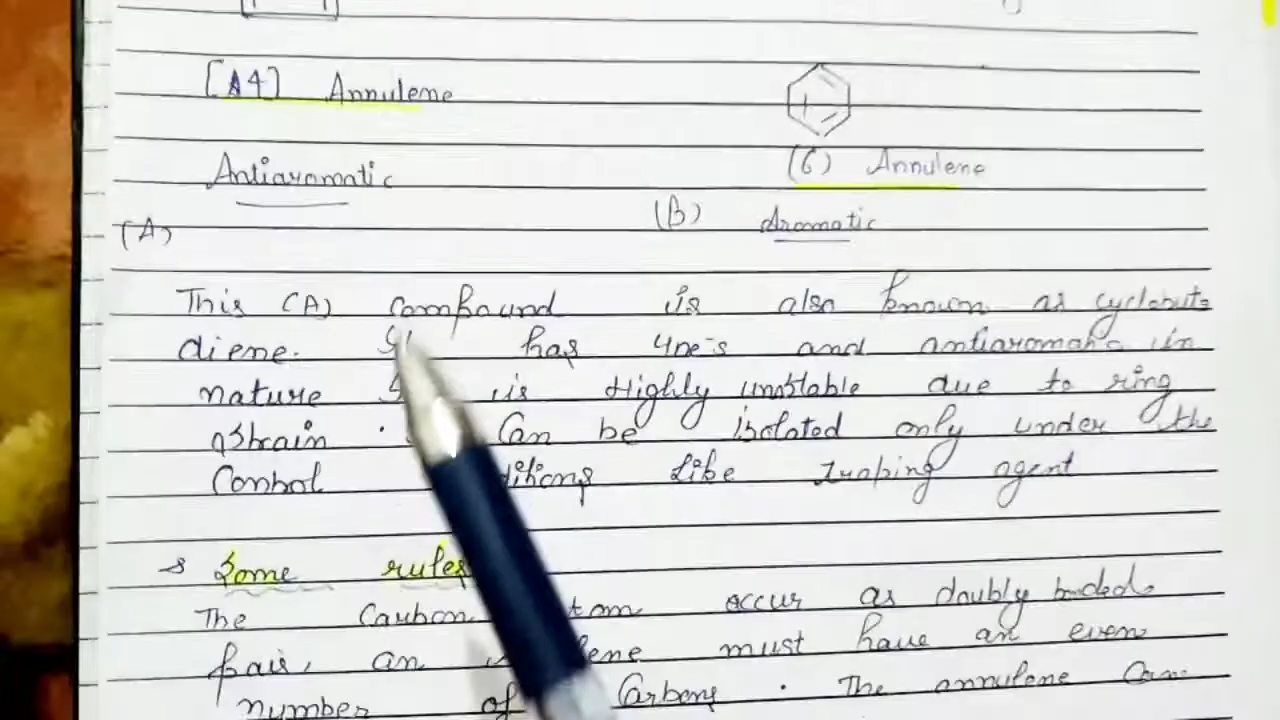 [A4] Annulene
(6) Annulene
Antiaromatic
(B) Aromatic
(A)
This (A) compound is also known as cyclobuta
diene. It has 4πe-s and antiaromatic in
nature is Highly unstable due to ring
strain. Can be isolated only under the
Control like traping agent
Some rules
The Carbon occur as doubly bonded
pair, an must have an even
number of Carbons. The annulene Can